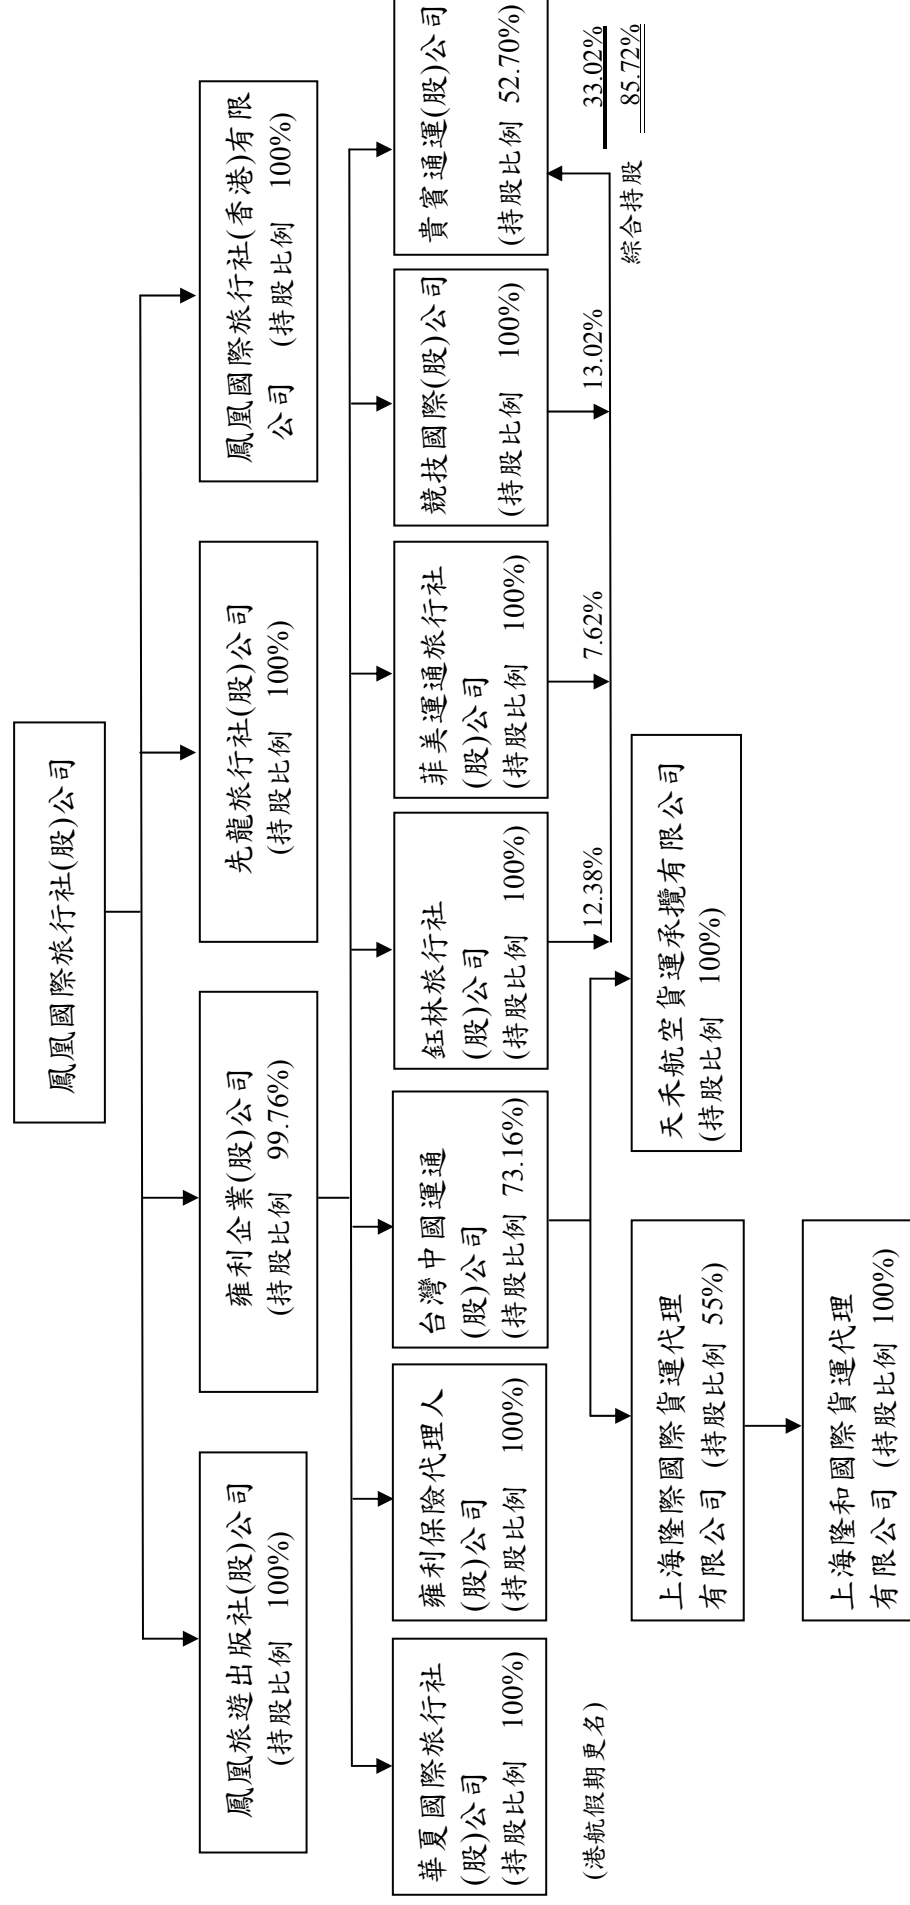 鳳凰國際旅行社(股)公司
鳳凰旅遊出版社(股)公司
(持股比例 100%)
雍利企業(股)公司
(持股比例 99.76%)
先龍旅行社(股)公司
(持股比例 100%)
鳳凰國際旅行社(香港)有限
公司 (持股比例 100%)
華夏國際旅行社
(股)公司
(持股比例 100%)
(港航假期更名)
雍利保險代理人
(股)公司
(持股比例 100%)
台灣中國運通
(股)公司
(持股比例 73.16%)
鈺林旅行社
(股)公司
(持股比例 100%)
菲美運通旅行社
(股)公司
(持股比例 100%)
競技國際(股)公司
(持股比例 100%)
貴賓通運(股)公司
(持股比例 52.70%)
12.38%
7.62%
13.02%
33.02%
綜合持股 85.72%
上海隆際國際貨運代理
有限公司 (持股比例 55%)
天禾航空貨運承攬有限公司
(持股比例 100%)
上海隆和國際貨運代理
有限公司 (持股比例 100%)